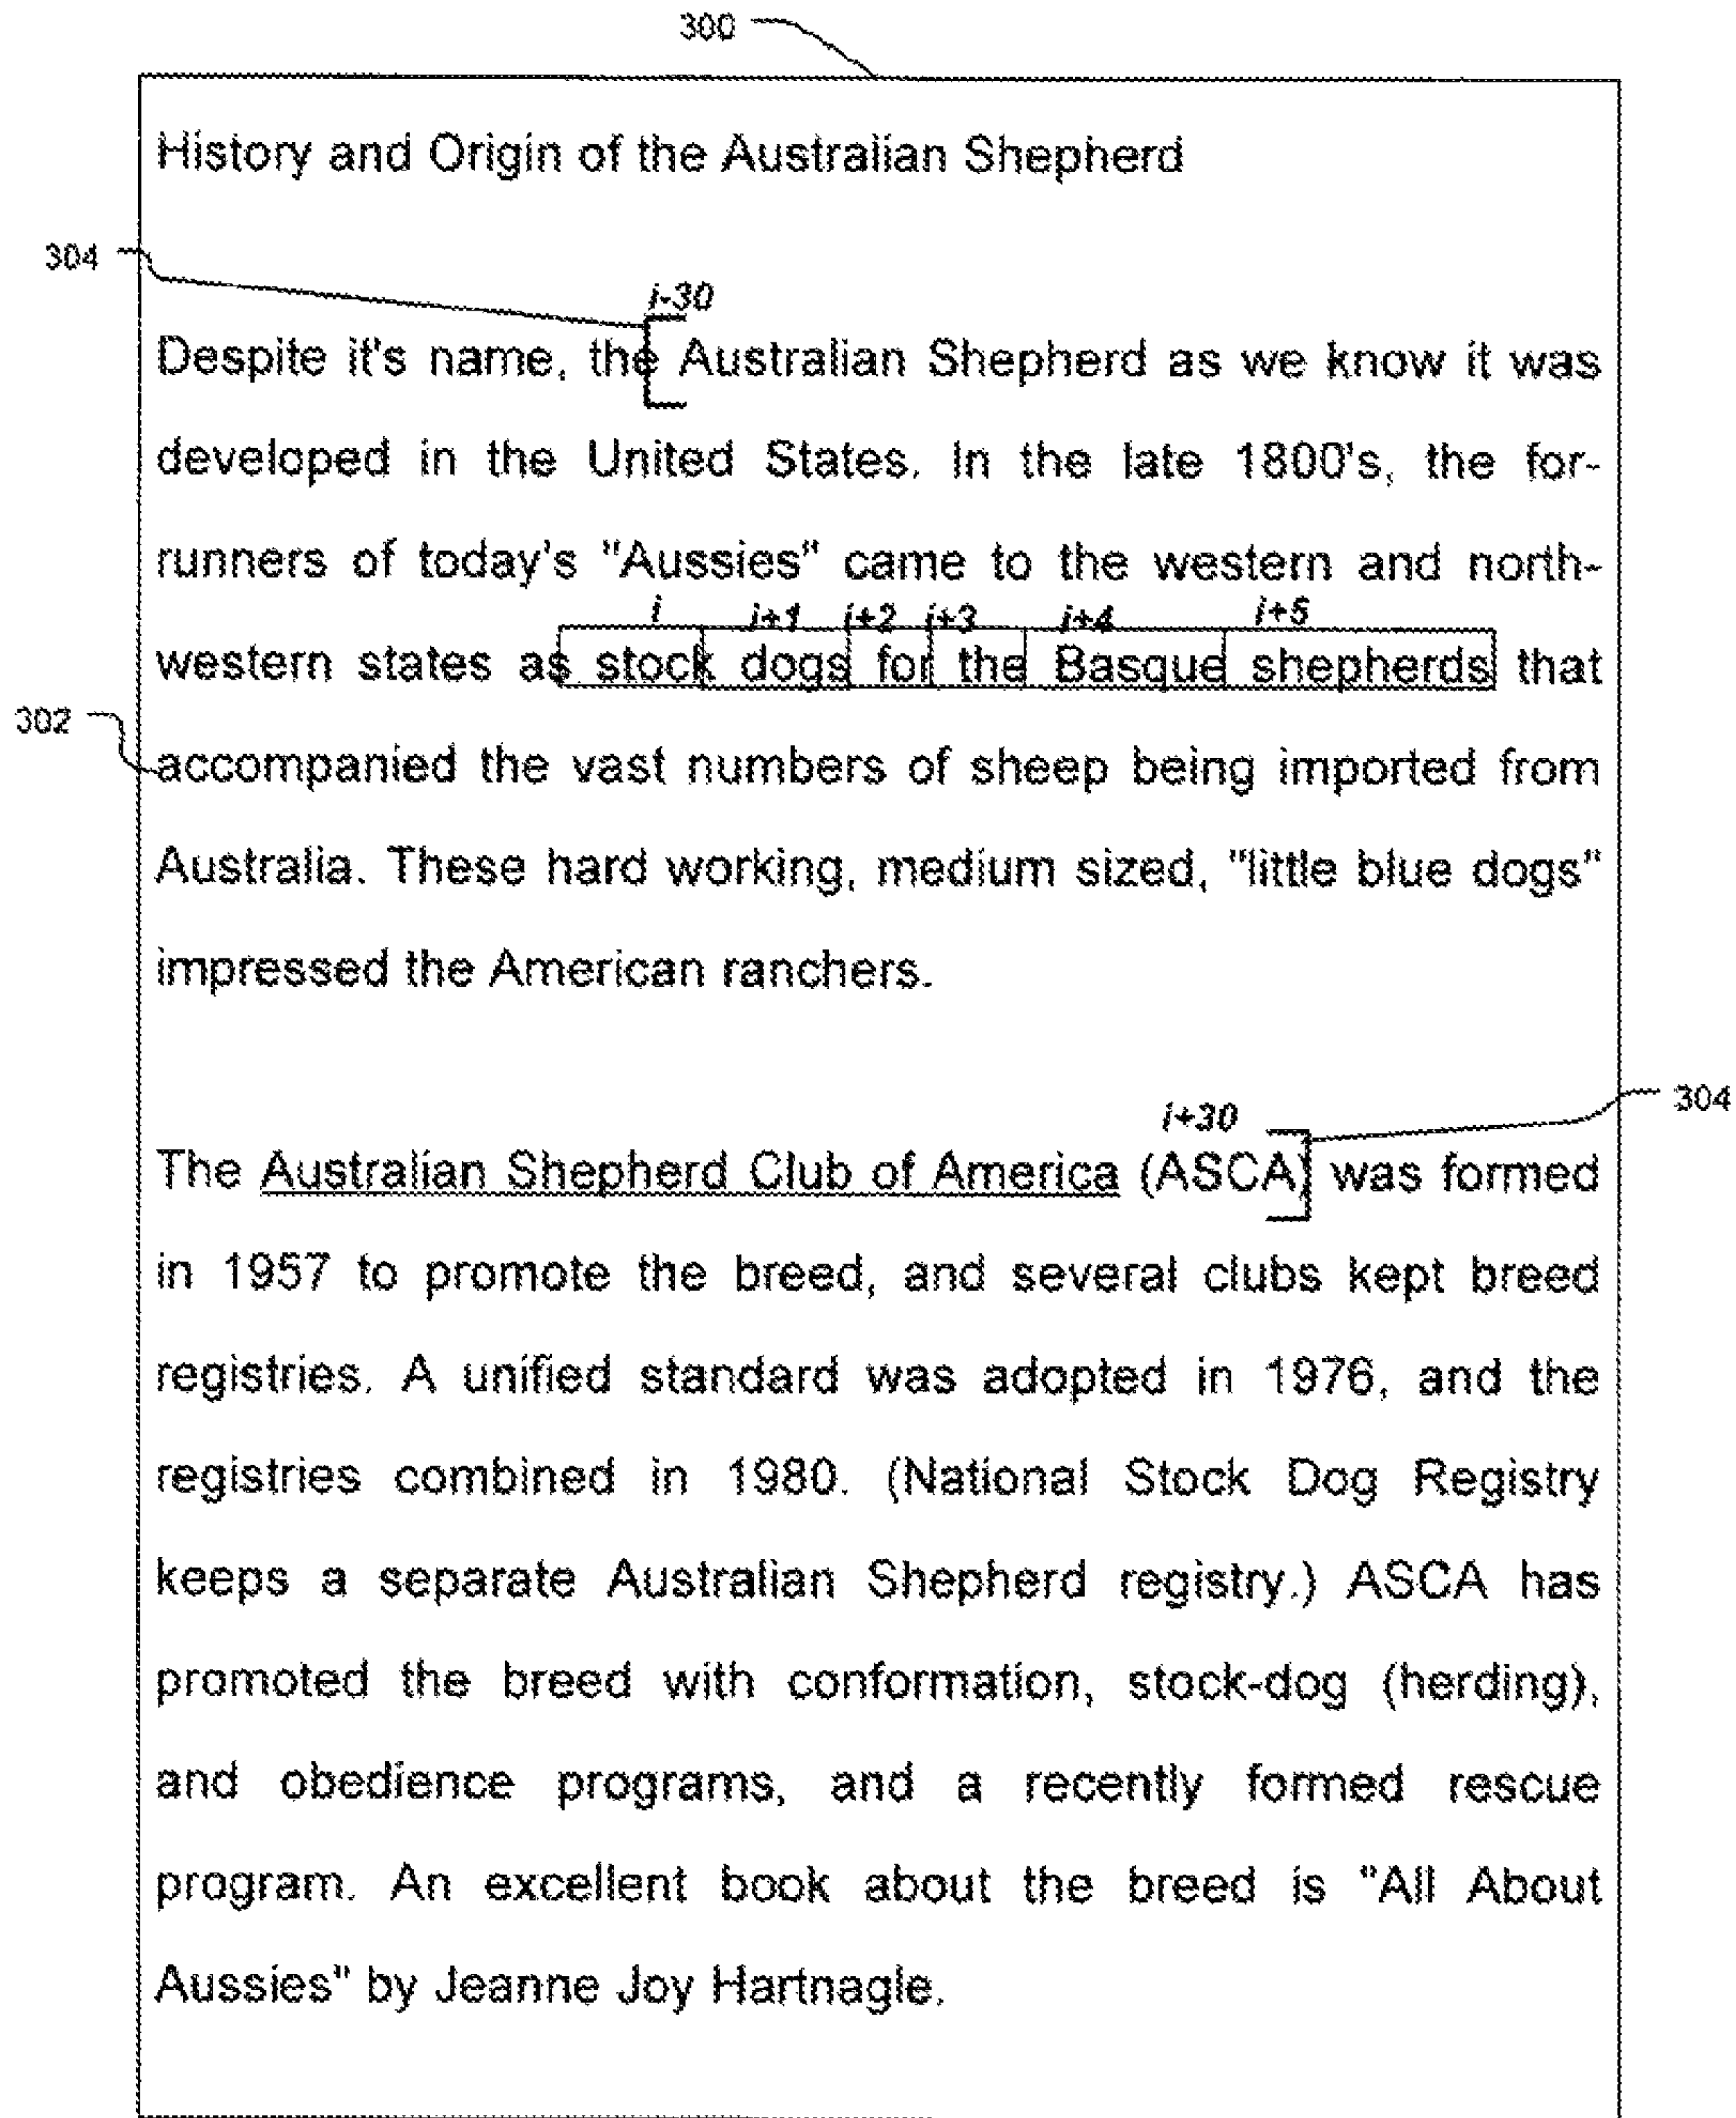 300
History and Origin of the Australian Shepherd
304
i-30
Despite it's name, the Australian Shepherd as we know it was
developed in the United States. In the late 1800's, the for-
runners of today's "Aussies" came to the western and north-
i i+1 i+2 i+3 i+4 i+5
western states as stock dogs for the Basque shepherds that
302
accompanied the vast numbers of sheep being imported from
Australia. These hard working, medium sized, "little blue dogs"
impressed the American ranchers.
304
i+30
The Australian Shepherd Club of America (ASCA) was formed
in 1957 to promote the breed, and several clubs kept breed
registries. A unified standard was adopted in 1976, and the
registries combined in 1980. (National Stock Dog Registry
keeps a separate Australian Shepherd registry.) ASCA has
promoted the breed with conformation, stock-dog (herding),
and obedience programs, and a recently formed rescue
program. An excellent book about the breed is "All About
Aussies" by Jeanne Joy Hartnagle.